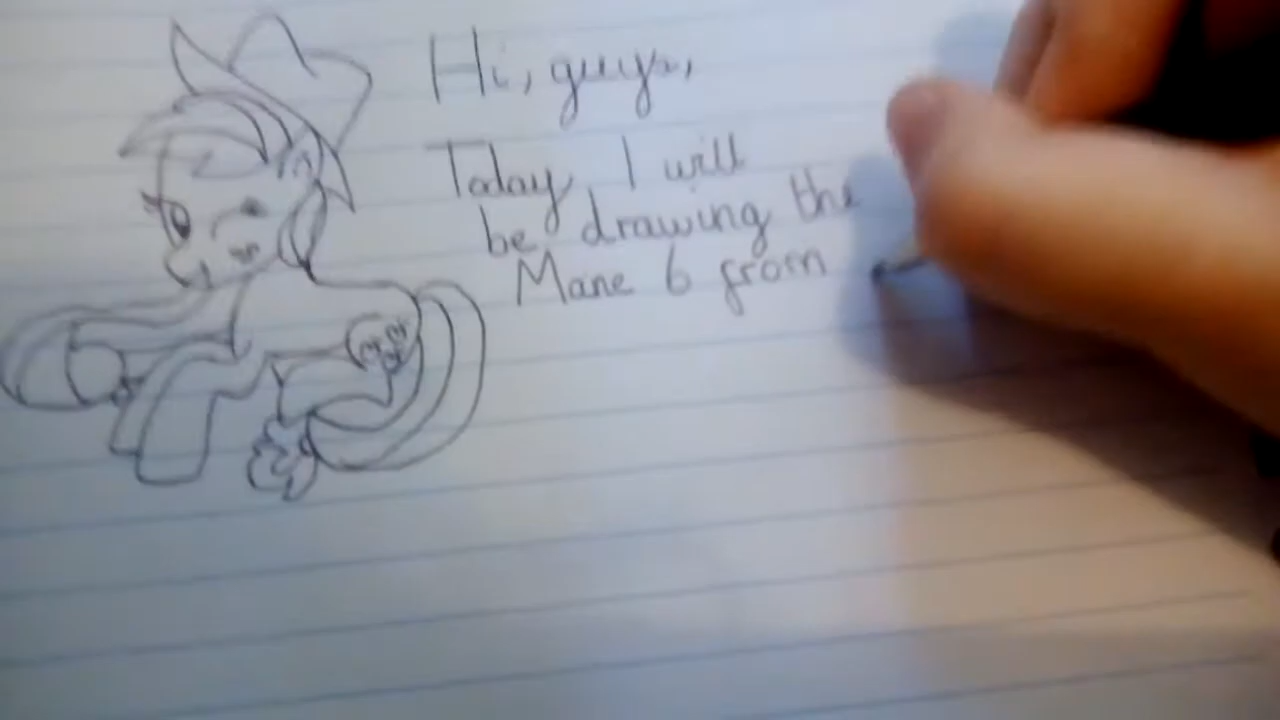 Hi, guys,
Today, I will
be drawing the
Mane 6 from